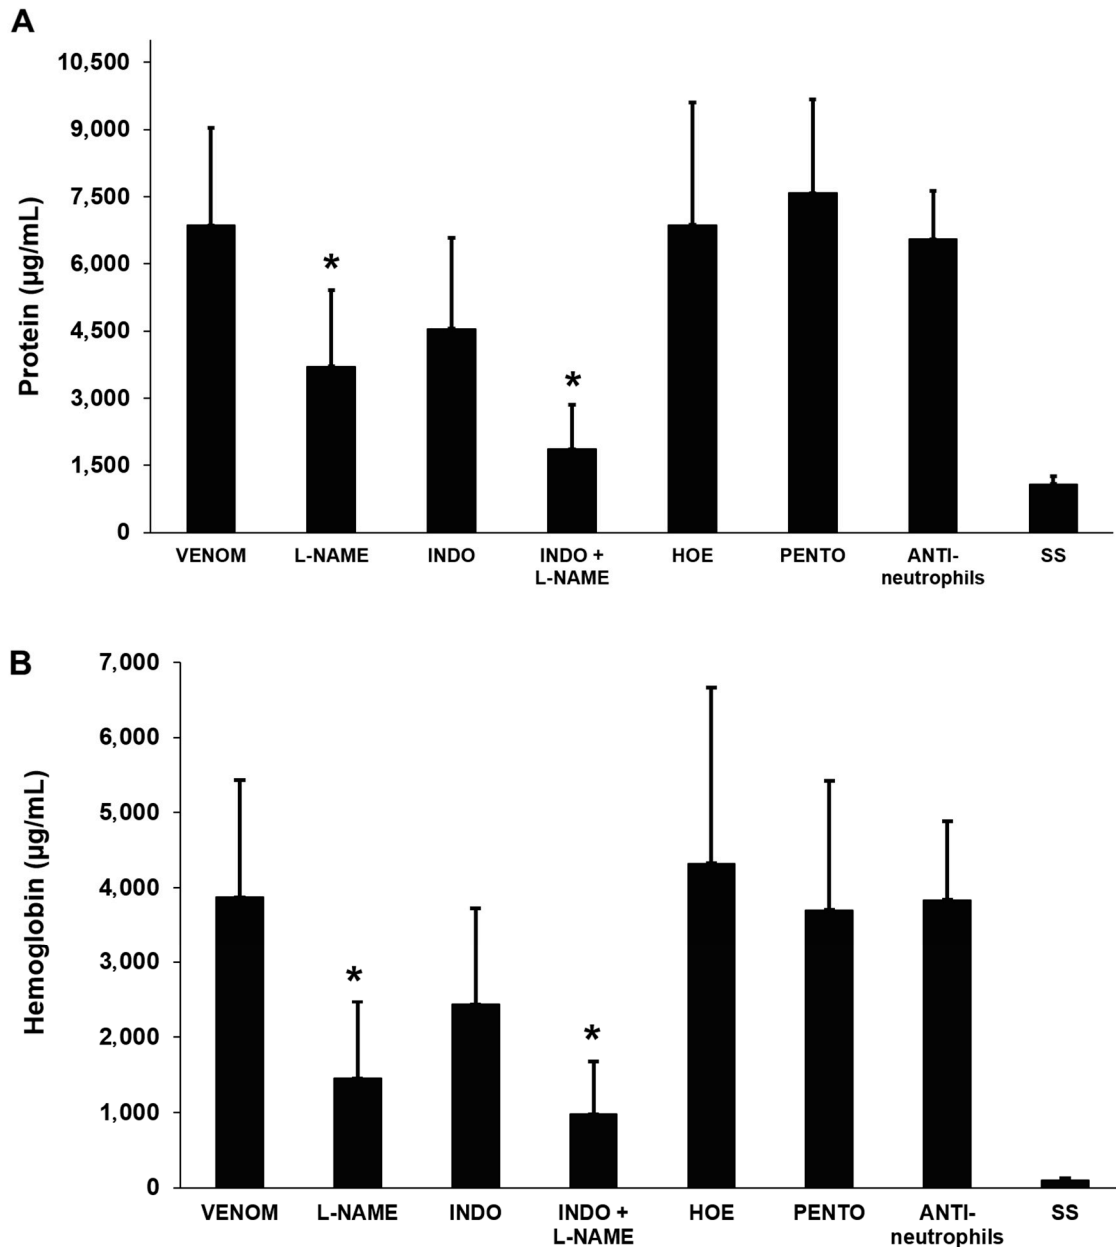 A
10,500
9,000
7,500
6,000
4,500
3,000
1,500
0
Protein (µg/mL)
*
*
VENOM L-NAME INDO INDO + HOE PENTO ANTI- SS
L-NAME neutrophils
B
7,000
6,000
5,000
4,000
3,000
2,000
1,000
0
Hemoglobin (µg/mL)
*
*
VENOM L-NAME INDO INDO + HOE PENTO ANTI- SS
L-NAME neutrophils